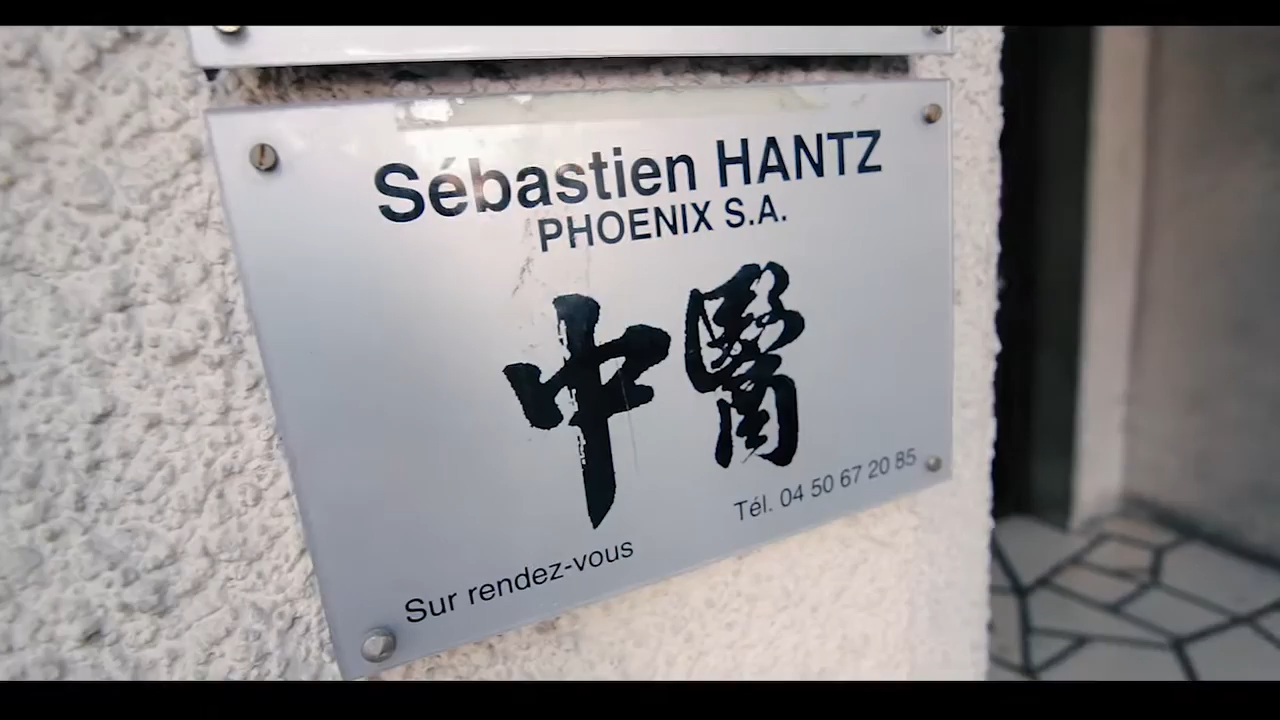 Sébastien HANTZ
PHOENIX S.A.
中醫
Tél. 04 50 67 20 85
Sur rendez-vous